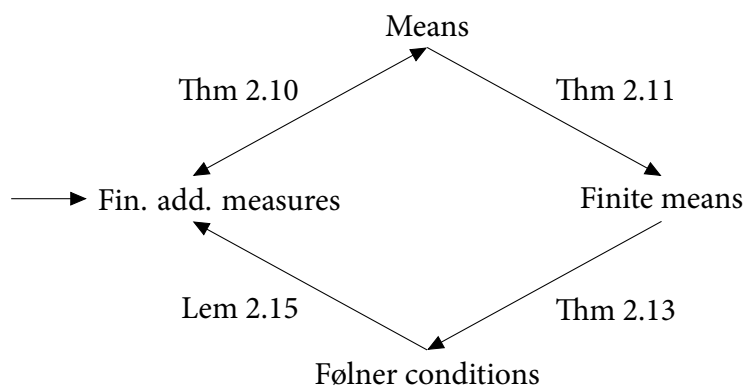 Means
Thm 2.10
Thm 2.11
Fin. add. measures
Finite means
Lem 2.15
Thm 2.13
Følner conditions